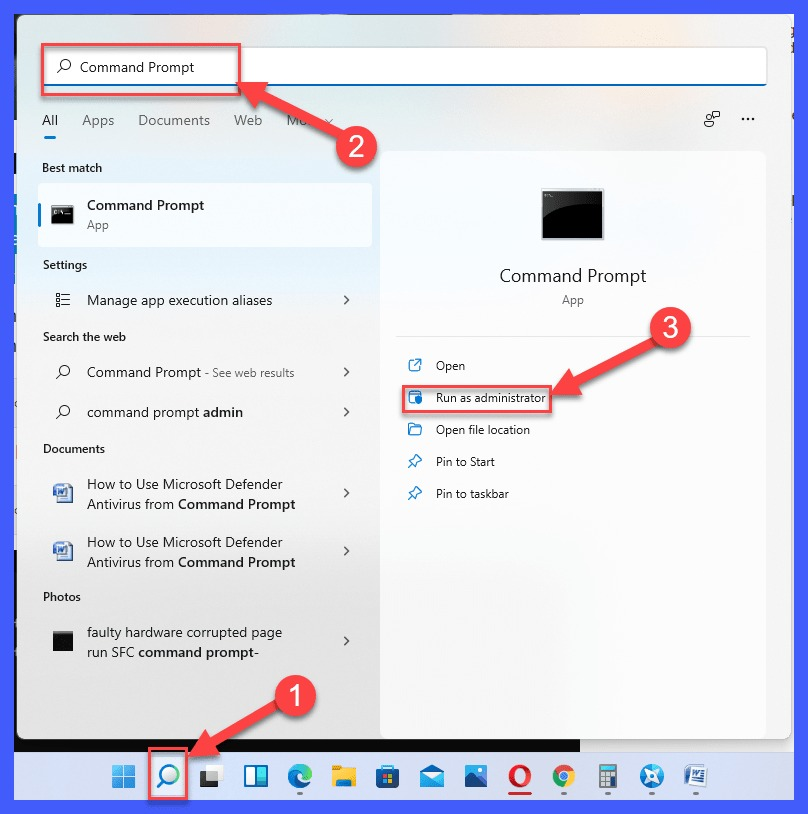 Command Prompt
All Apps Documents Web
2
Best match
Command Prompt
App
Settings
Manage app execution aliases
Search the web
Command Prompt - See web results
command prompt admin
Documents
How to Use Microsoft Defender
Antivirus from Command Prompt
How to Use Microsoft Defender
Antivirus from Command Prompt
Photos
faulty hardware corrupted page
run SFC command prompt-
Command Prompt
App
3
Open
Run as administrator
Open file location
Pin to Start
Pin to taskbar
1